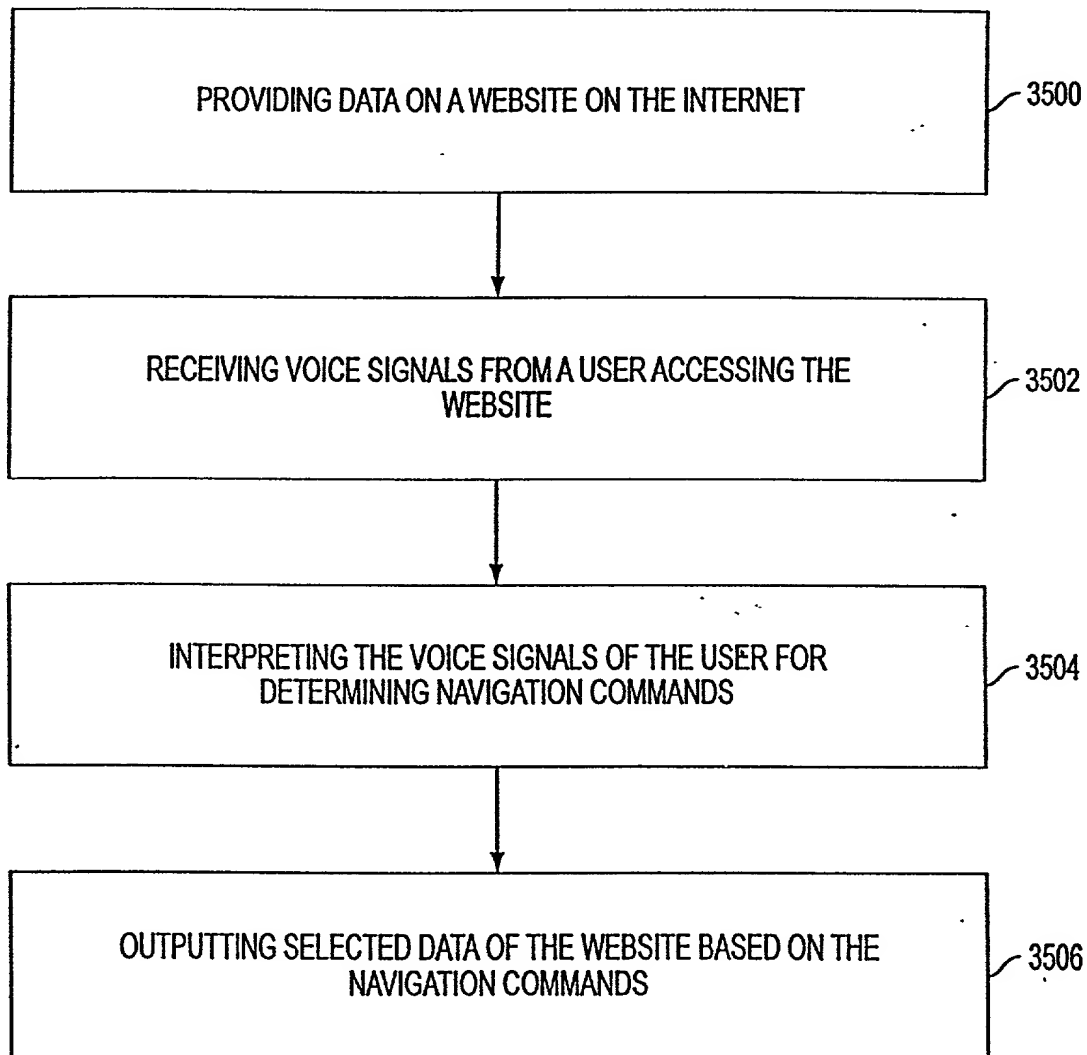 PROVIDING DATA ON A WEBSITE ON THE INTERNET
3500
RECEIVING VOICE SIGNALS FROM A USER ACCESSING THE
WEBSITE
3502
INTERPRETING THE VOICE SIGNALS OF THE USER FOR
DETERMINING NAVIGATION COMMANDS
3504
OUTPUTTING SELECTED DATA OF THE WEBSITE BASED ON THE
NAVIGATION COMMANDS
3506